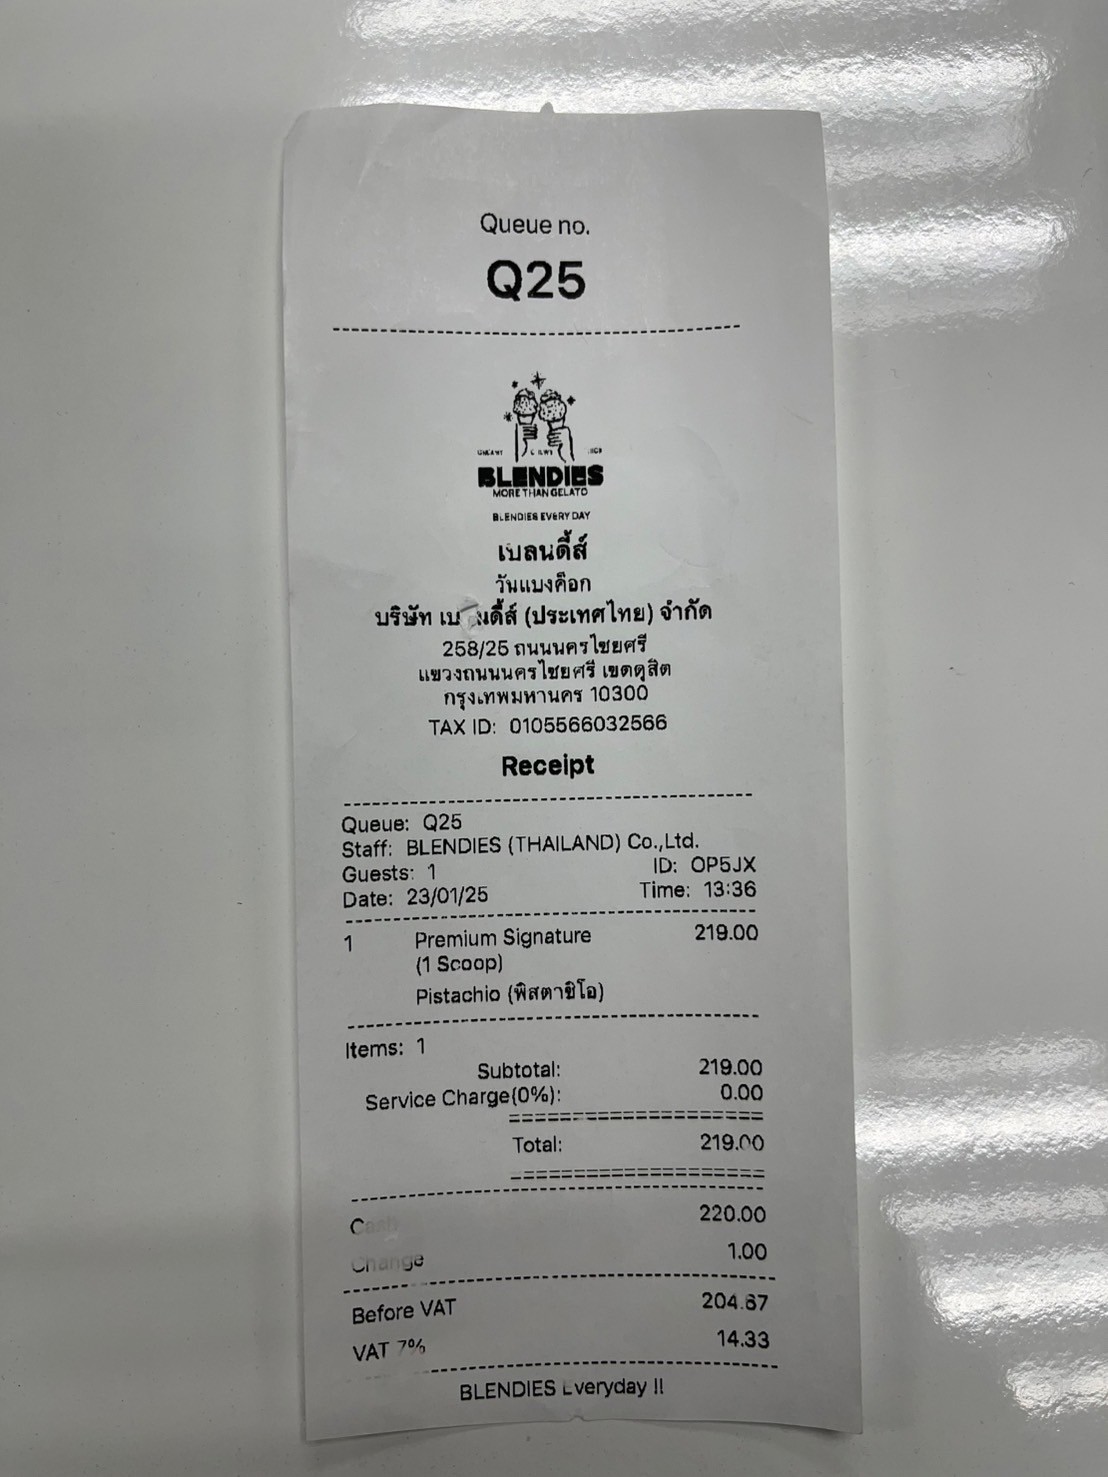 Queue no.
Q25
BLENDIES
MORE THAN GELATO
BLENDIES EVERY DAY
เบลนดี้ส์
วันแบงค็อก
บริษัท (ประเทศไทย) จำกัด
258/25 ถนนนครไชยศรี
แขวงถนนนครไชยศรี เขตดุสิต
กรุงเทพมหานคร 10300
TAX ID: 0105566032566
Receipt
Queue: Q25
Staff: BLENDIES (THAILAND) Co.,Ltd.
Guests: 1 ID: OP5JX
Date: 23/01/25 Time: 13:36
1 Premium Signature 219.00
(1 Scoop)
Pistachio (พิสตาชิโอ)
Items: 1
Subtotal: 219.00
Service Charge(0%): 0.00
Total: 219.00
Cash 220.00
Change 1.00
Before VAT 204.67
VAT 7% 14.33
BLENDIES Everyday !!